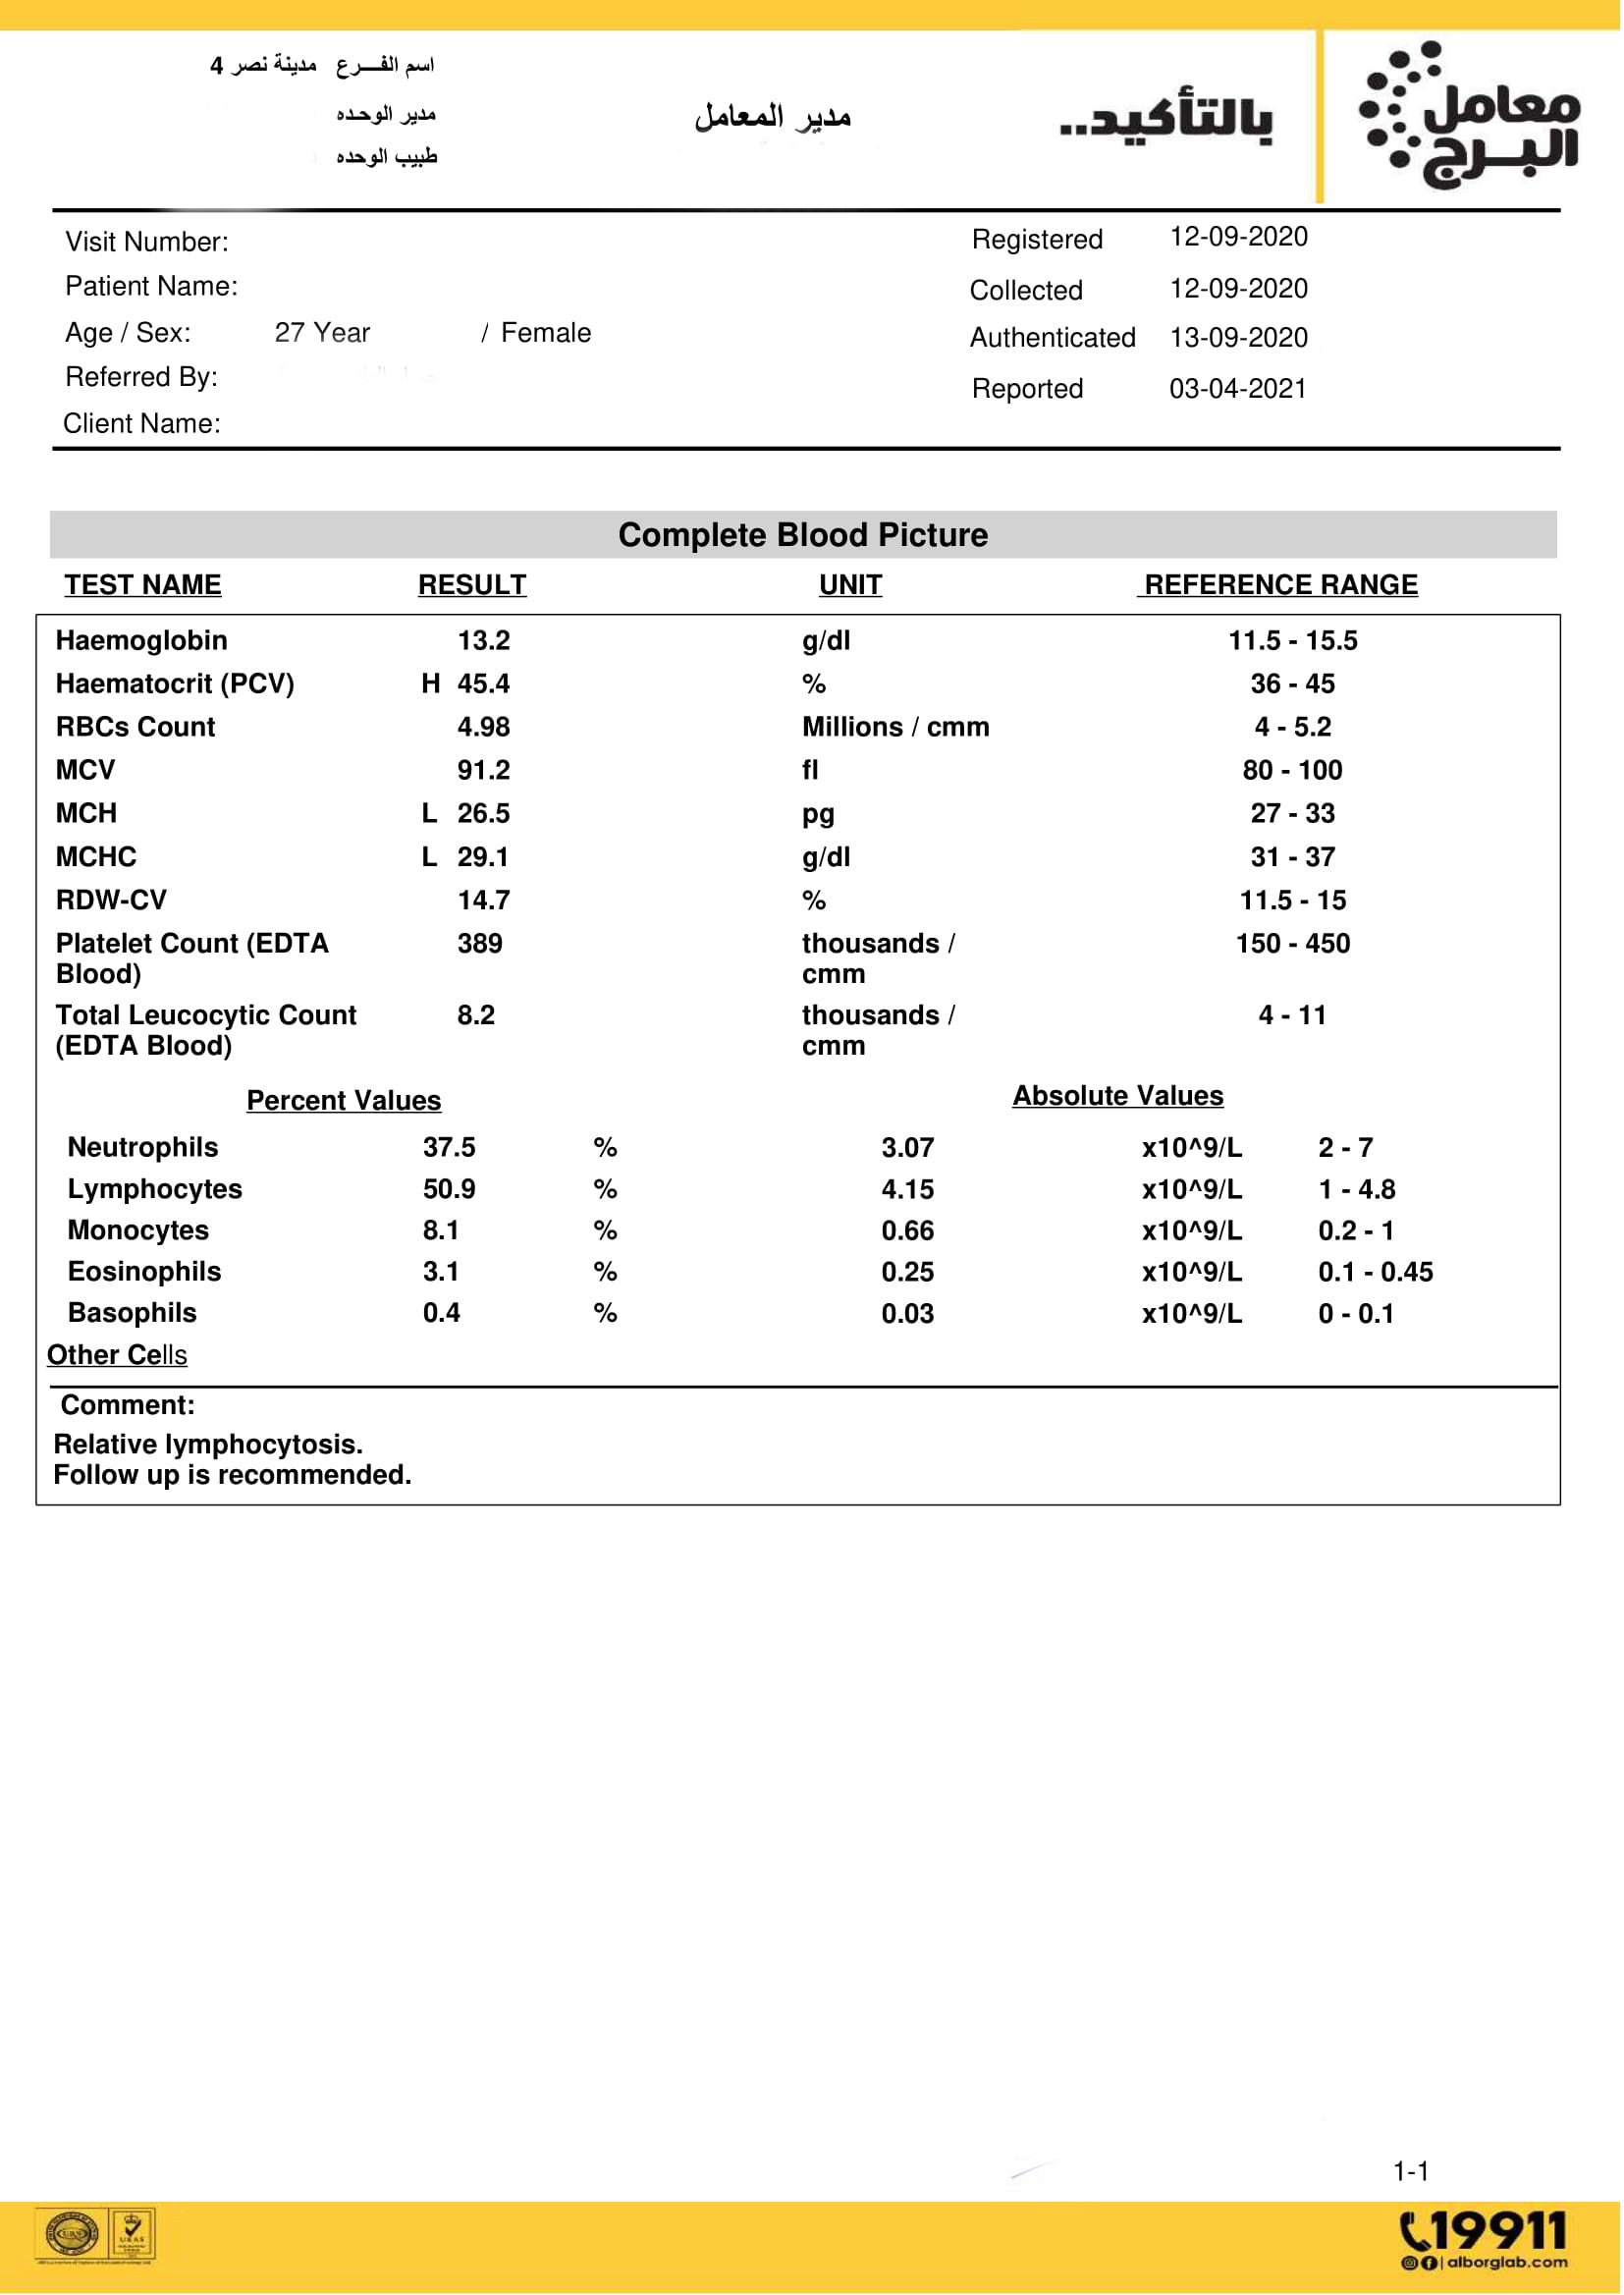 اسم الفـــرع مدينة نصر 4
مدير الوحده
طبيب الوحده
مدير المعامل
بالتأكيد..
معامل
البرج
Visit Number:
Patient Name:
Age / Sex: 27 Year / Female
Referred By:
Client Name:
Registered 12-09-2020
Collected 12-09-2020
Authenticated 13-09-2020
Reported 03-04-2021
Complete Blood Picture
TEST NAME RESULT UNIT REFERENCE RANGE
Haemoglobin 13.2 g/dl 11.5 - 15.5
Haematocrit (PCV) H 45.4 % 36 - 45
RBCs Count 4.98 Millions / cmm 4 - 5.2
MCV 91.2 fl 80 - 100
MCH L 26.5 pg 27 - 33
MCHC L 29.1 g/dl 31 - 37
RDW-CV 14.7 % 11.5 - 15
Platelet Count (EDTA 389 thousands / 150 - 450
Blood) cmm
Total Leucocytic Count 8.2 thousands / 4 - 11
(EDTA Blood) cmm
Percent Values Absolute Values
Neutrophils 37.5 % 3.07 x10^9/L 2 - 7
Lymphocytes 50.9 % 4.15 x10^9/L 1 - 4.8
Monocytes 8.1 % 0.66 x10^9/L 0.2 - 1
Eosinophils 3.1 % 0.25 x10^9/L 0.1 - 0.45
Basophils 0.4 % 0.03 x10^9/L 0 - 0.1
Other Cells
Comment:
Relative lymphocytosis.
Follow up is recommended.
1-1
UKAS
19911
alborglab.com